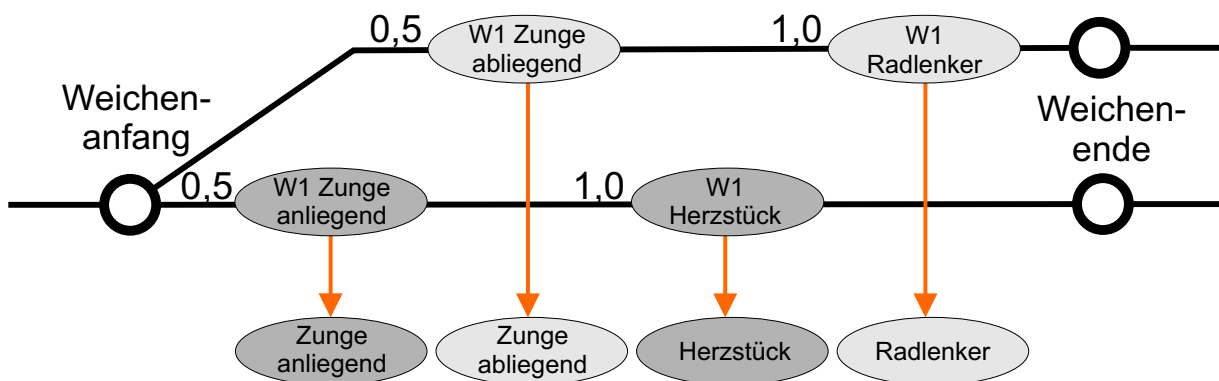 0,5
W1 Zunge
abliegend
1,0
W1
Radlenker
Weichen-
anfang
Weichen-
ende
0,5
W1 Zunge
anliegend
1,0
W1
Herzstück
Zunge
anliegend
Zunge
abliegend
Herzstück
Radlenker